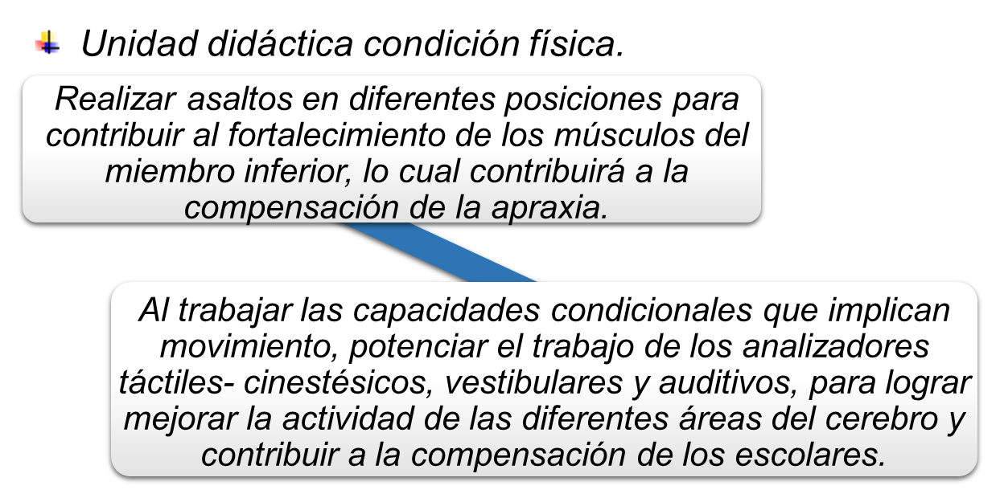 Unidad didáctica condición física.
Realizar asaltos en diferentes posiciones para
contribuir al fortalecimiento de los músculos del
miembro inferior, lo cual contribuirá a la
compensación de la apraxia.
Al trabajar las capacidades condicionales que implican
movimiento, potenciar el trabajo de los analizadores
táctiles- cinestésicos, vestibulares y auditivos, para lograr
mejorar la actividad de las diferentes áreas del cerebro y
contribuir a la compensación de los escolares.